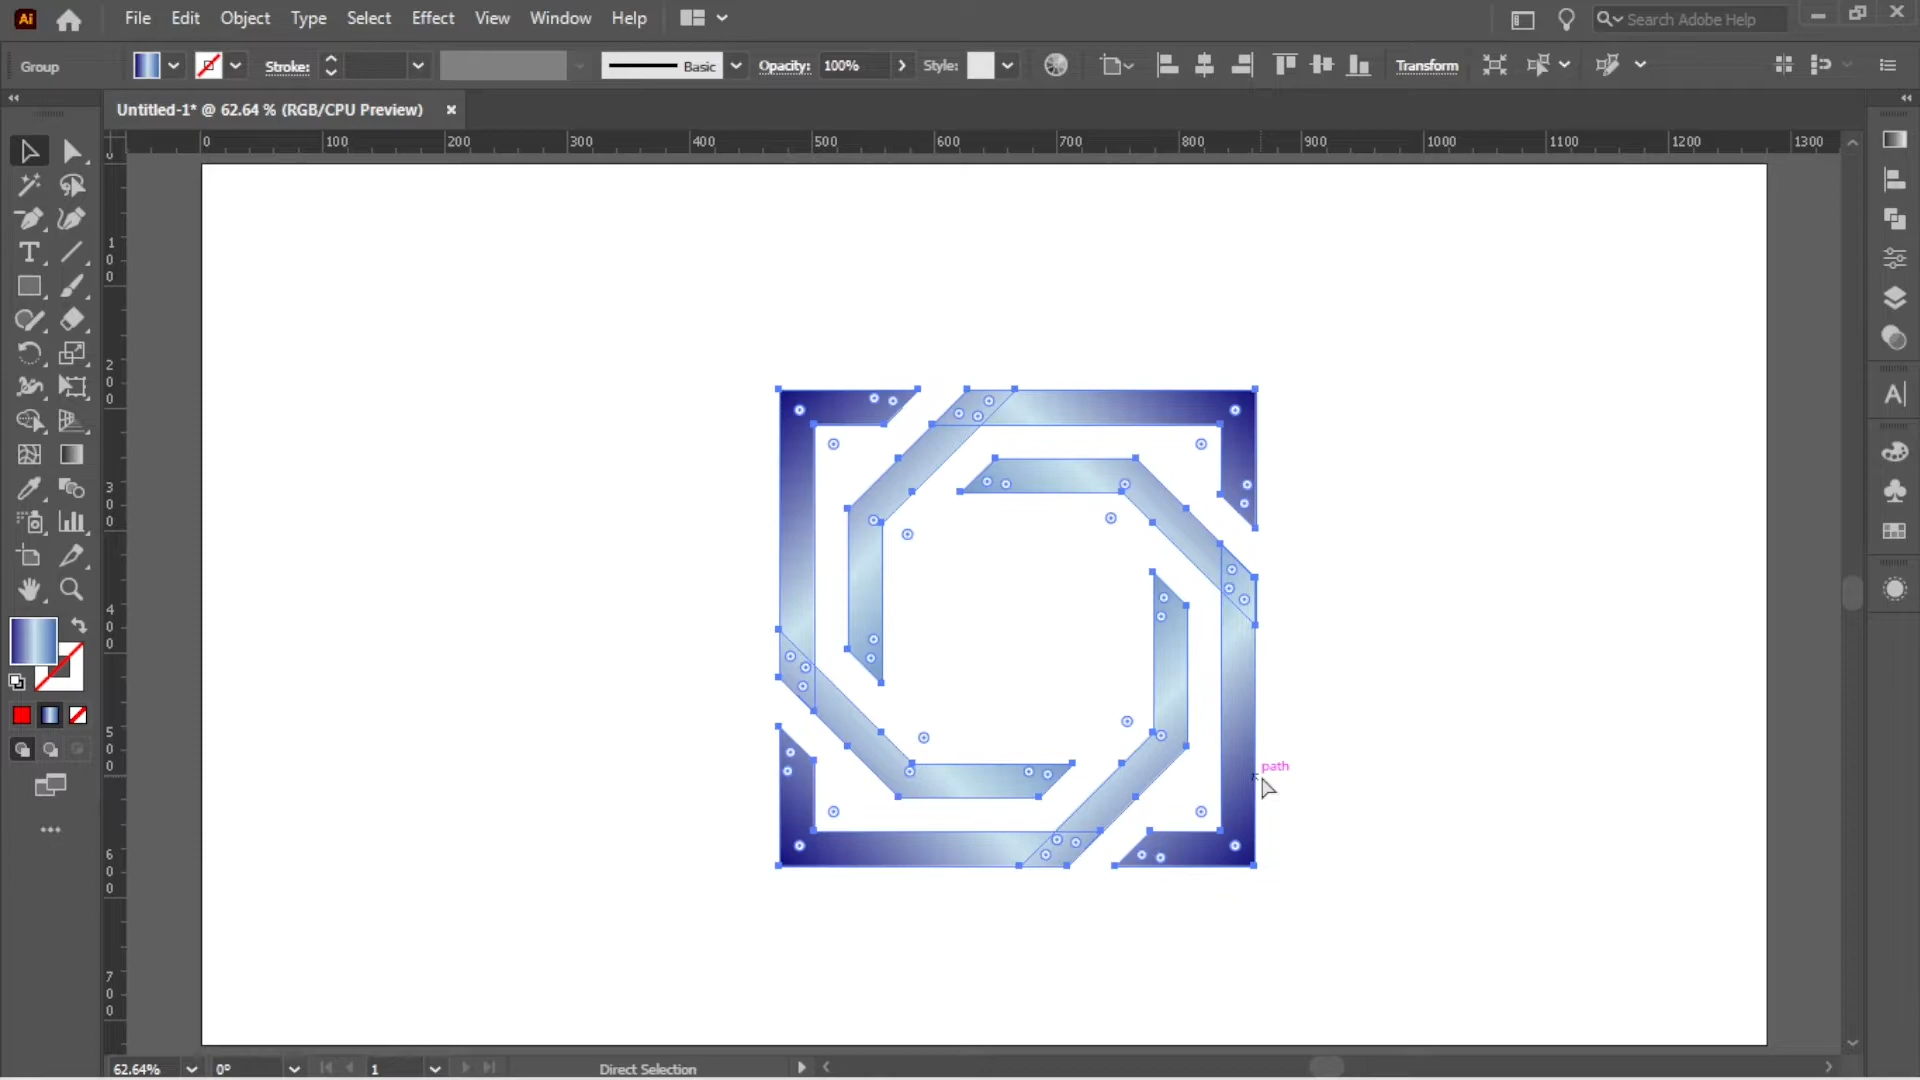 Ai File Edit Object Type Select Effect View Window Help Search Adobe Help
Group Stroke: Basic Opacity: 100% Style: Transform
Untitled-1* @ 62.64 % (RGB/CPU Preview)
0 100 200 300 400 500 600 700 800 900 1000 1100 1200 1300
0
100
200
300
400
500
600
700
path
62.64% 0° 1 Direct Selection